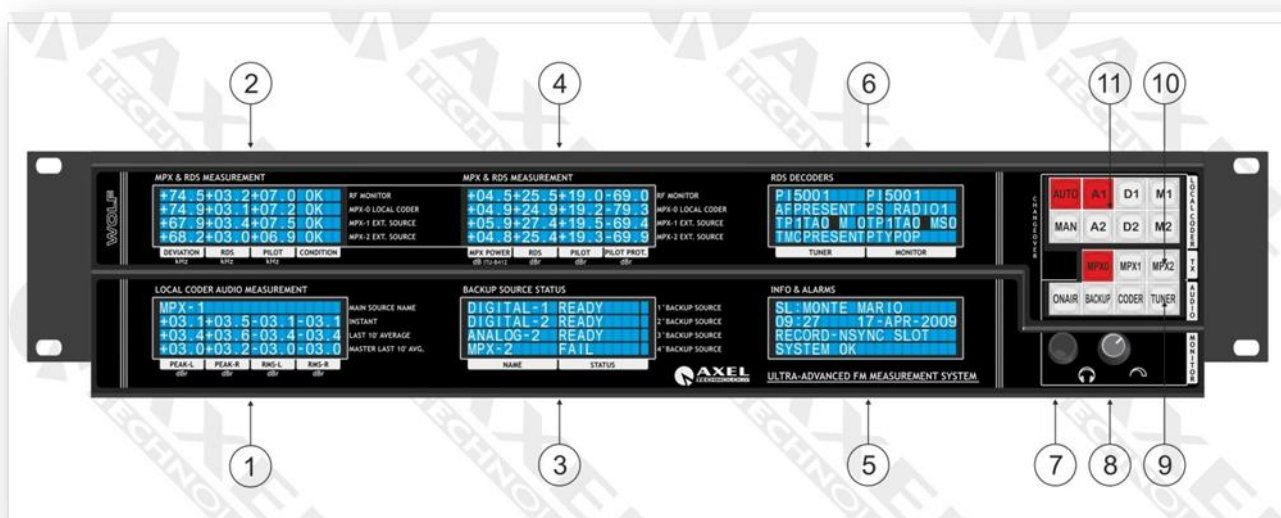 2
4
6
11
10
WOLF
MPX & RDS MEASUREMENT
+74.5+03.2+07.0 OK
+74.9+03.1+07.2 OK
+67.9+03.4+07.5 OK
+68.2+03.0+06.9 OK
DEVIATION RDS PILOT CONDITION
kHz kHz kHz
RF MONITOR
MPX-0 LOCAL CODER
MPX-1 EXT. SOURCE
MPX-2 EXT. SOURCE
MPX & RDS MEASUREMENT
+04.5+25.5+19.0-69.0
+04.9+24.9+19.2-79.3
+05.9+27.4+19.5-69.4
+04.8+25.4+19.3-69.9
MPX POWER RDS PILOT PILOT PROT.
dB ITU-R412 dBr dBr dBr
RF MONITOR
MPX-0 LOCAL CODER
MPX-1 EXT. SOURCE
MPX-2 EXT. SOURCE
RDS DECODERS
PI5001 PI5001
AFPRESENT PS RADIO1
TP1TA0 M 0TP1TA0 MS0
TMCPRESENTPTYPOP
TUNER MONITOR
CHANGEOVER
AUTO A1 D1 M1
MAN A2 D2 M2
LOCAL CODER
MPX0 MPX1 MPX2
TX
ONAIR BACKUP CODER TUNER
AUDIO
MONITOR
LOCAL CODER AUDIO MEASUREMENT
MPX-1
+03.1+03.5-03.1-03.1
+03.4+03.6-03.4-03.4
+03.0+03.2-03.0-03.0
PEAK-L PEAK-R RMS-L RMS-R
dBr dBr dBr dBr
MAIN SOURCE NAME
INSTANT
LAST 10' AVERAGE
MASTER LAST 10' AVG.
BACKUP SOURCE STATUS
DIGITAL-1 READY
DIGITAL-2 READY
ANALOG-2 READY
MPX-2 FAIL
NAME STATUS
1°BACKUP SOURCE
2°BACKUP SOURCE
3°BACKUP SOURCE
4°BACKUP SOURCE
INFO & ALARMS
SL:MONTE MARIO
09:27 17-APR-2009
RECORD-NSYNC SLOT
SYSTEM OK
AXEL
TECHNOLOGY
ULTRA-ADVANCED FM MEASUREMENT SYSTEM
1
3
5
7
8
9